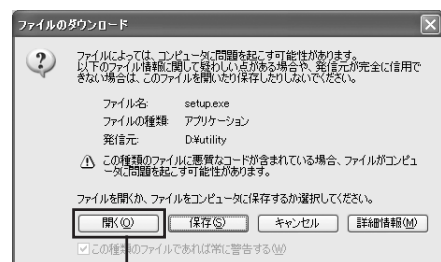 ファイルのダウンロード
ファイルによっては、コンピュータに問題を起こす可能性があります。
以下のファイル情報に関して疑わしい点がある場合や、発信元が完全に信用で
きない場合は、このファイルを開いたり保存したりしないでください。
ファイル名: setup.exe
ファイルの種類: アプリケーション
発信元: D:¥utility
この種類のファイルに悪質なコードが含まれている場合、ファイルがコンピュ
ータに問題を起こす可能性があります。
ファイルを開くか、ファイルをコンピュータに保存するか選択してください。
開く(O) 保存(S) キャンセル 詳細情報(M)
この種類のファイルであれば常に警告する(W)